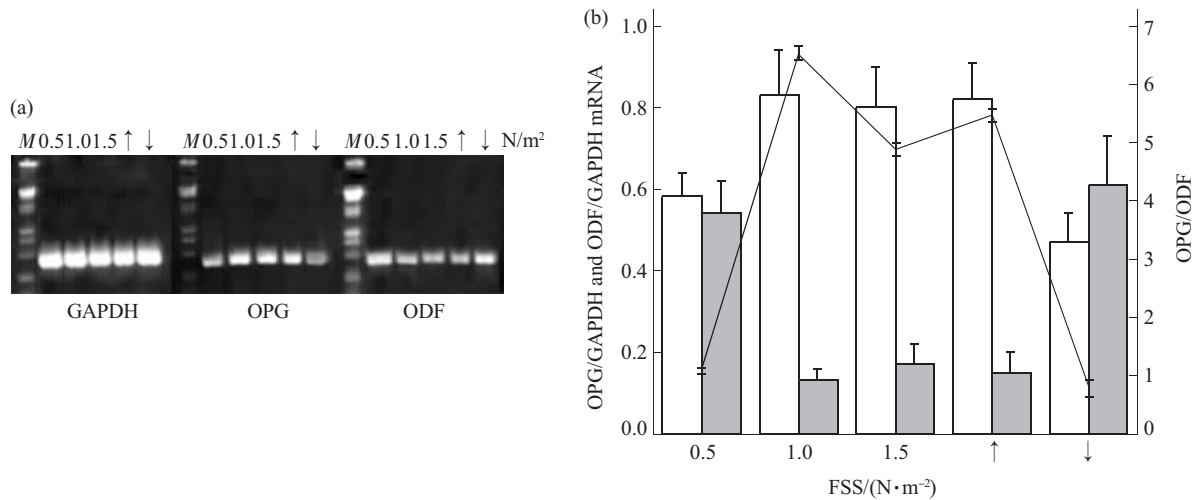 (a)
M 0.5 1.0 1.5 ↑ ↓ M 0.5 1.0 1.5 ↑ ↓ M 0.5 1.0 1.5 ↑ ↓ N/m²
GAPDH OPG ODF
(b)
OPG/GAPDH and ODF/GAPDH mRNA
1.0
0.8
0.6
0.4
0.2
0.0
7
6
5
4
3
2
1
0
OPG/ODF
0.5 1.0 1.5 ↑ ↓
FSS/(N·m⁻²)